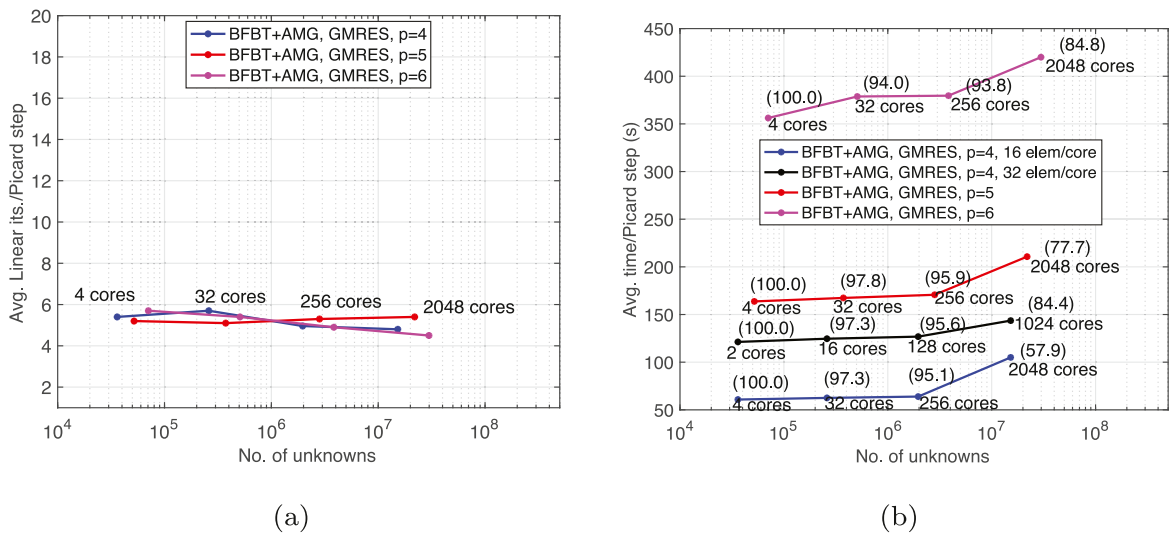 BFBT+AMG, GMRES, p=4
BFBT+AMG, GMRES, p=5
BFBT+AMG, GMRES, p=6
20
18
16
14
12
10
8
6
4
2
Avg. Linear its./Picard step
4 cores
32 cores
256 cores
2048 cores
10^4
10^5
10^6
10^7
10^8
No. of unknowns
(a)
450
400
350
300
250
200
150
100
50
Avg. time/Picard step (s)
(100.0)
4 cores
(94.0)
32 cores
(93.8)
256 cores
(84.8)
2048 cores
BFBT+AMG, GMRES, p=4, 16 elem/core
BFBT+AMG, GMRES, p=4, 32 elem/core
BFBT+AMG, GMRES, p=5
BFBT+AMG, GMRES, p=6
(100.0)
4 cores
(97.8)
32 cores
(95.9)
256 cores
(77.7)
2048 cores
(100.0)
2 cores
(97.3)
16 cores
(95.6)
128 cores
(84.4)
1024 cores
(100.0)
4 cores
(97.3)
32 cores
(95.1)
256 cores
(57.9)
2048 cores
10^4
10^5
10^6
10^7
10^8
No. of unknowns
(b)